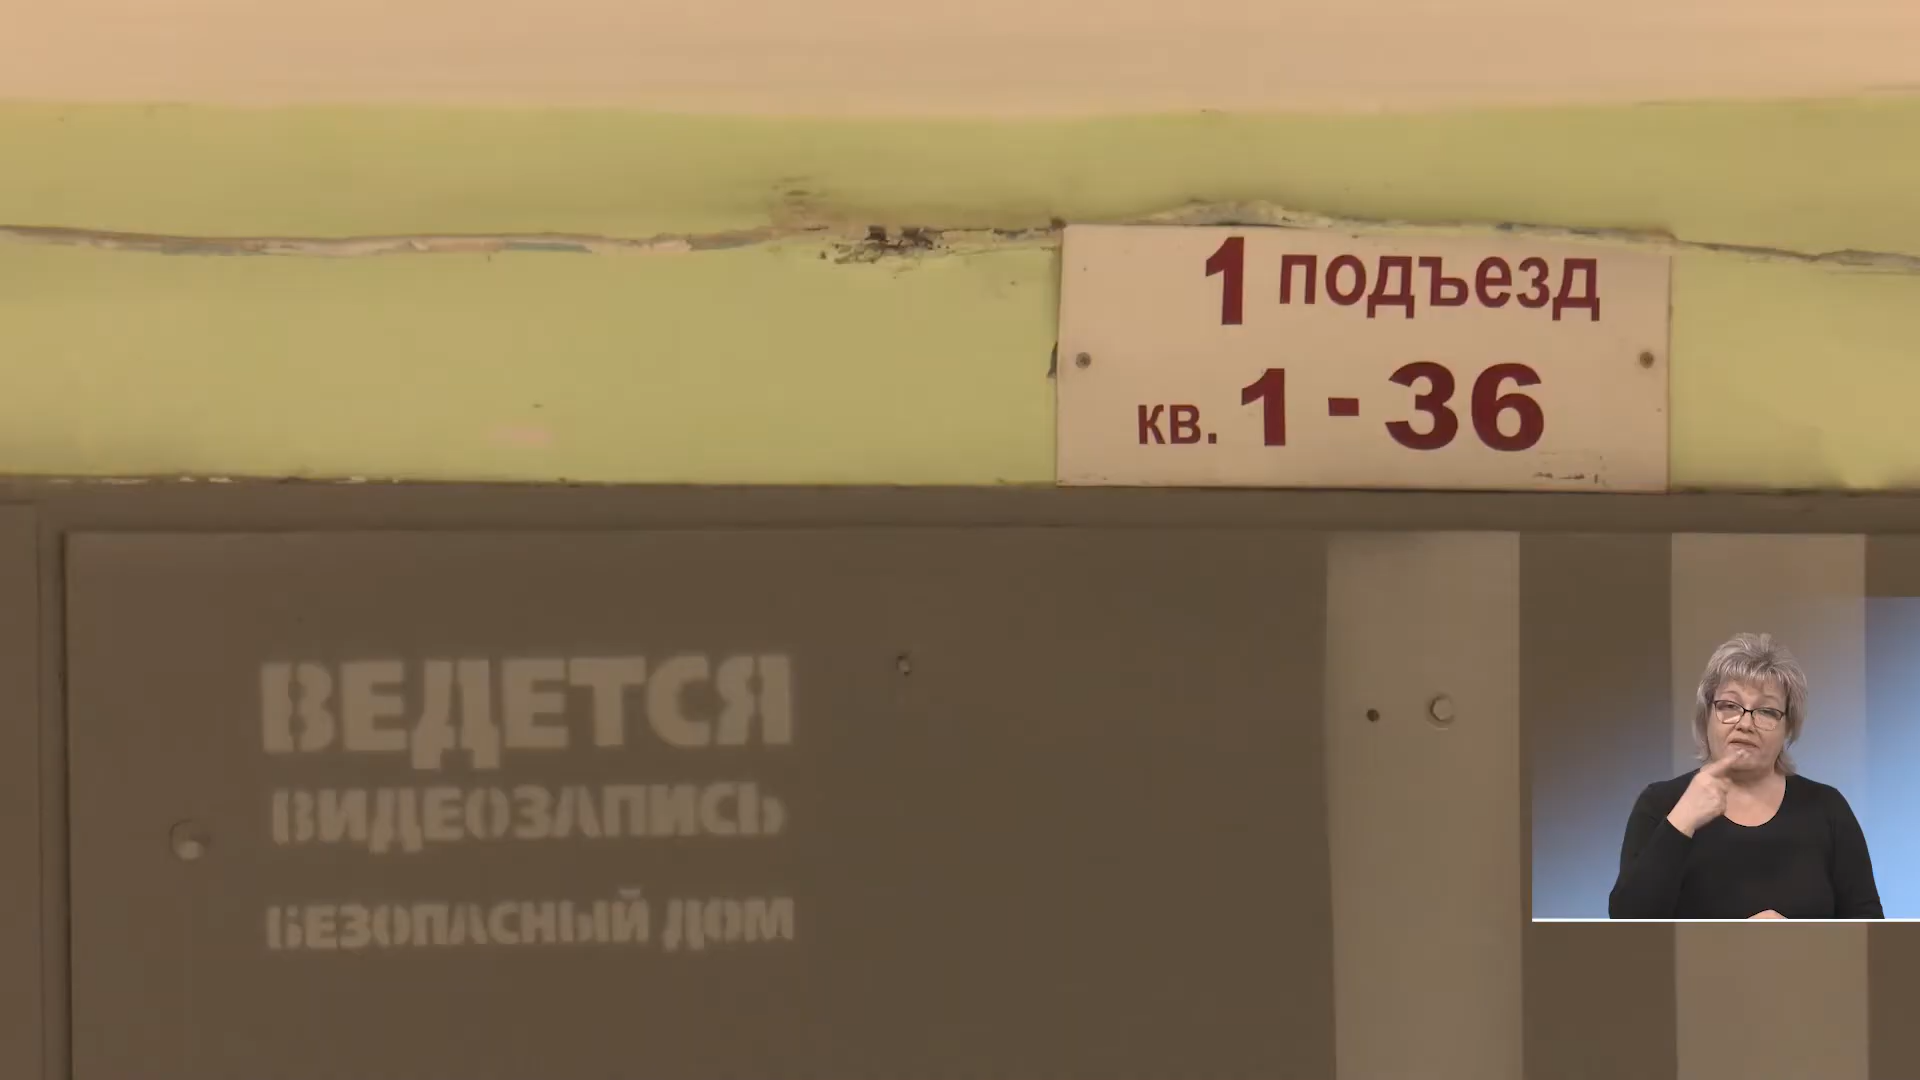 1 подъезд
кв. 1 - 36
ВЕДЕТСЯ
ВИДЕОЗАПИСЬ
БЕЗОПАСНЫЙ ДОМ